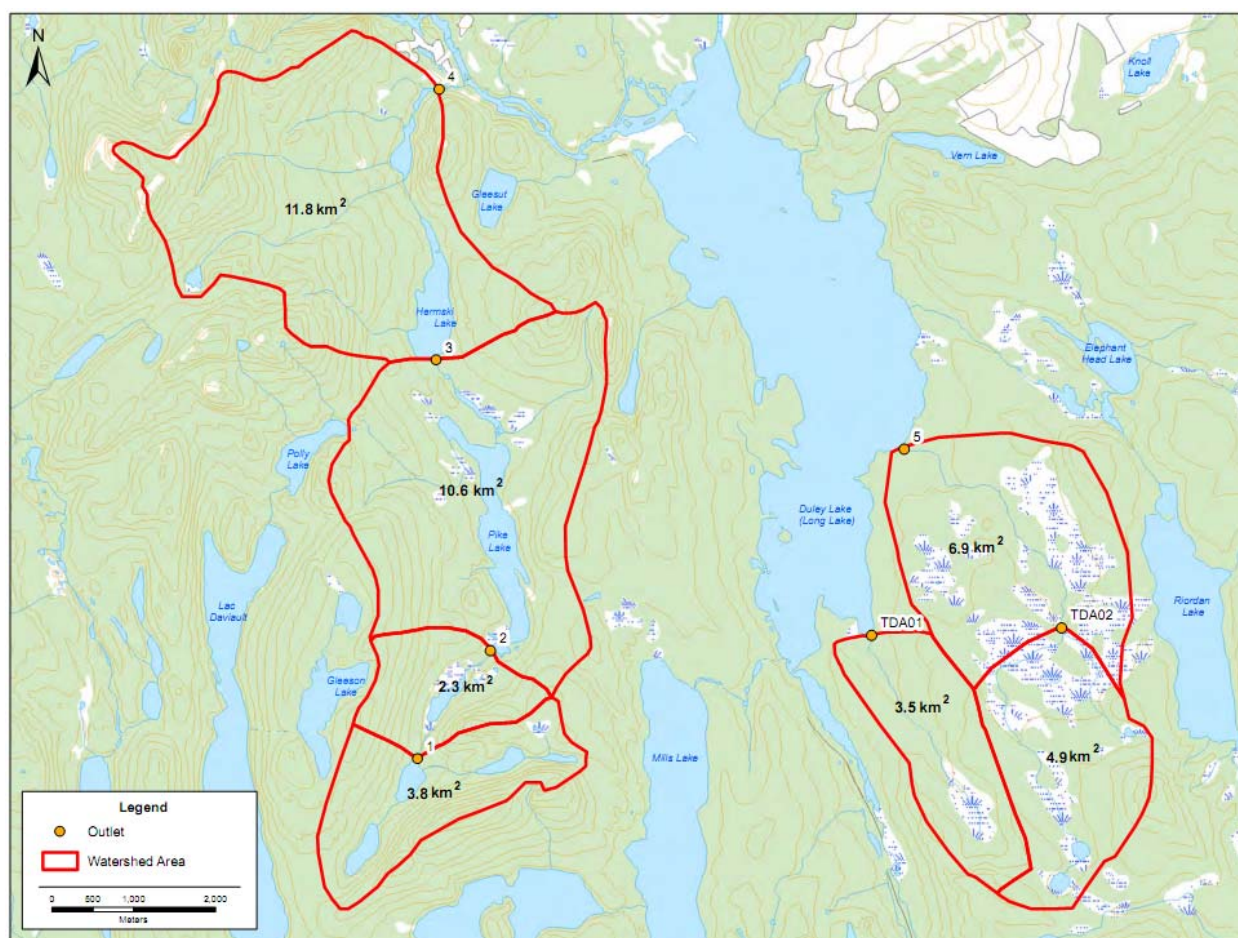 N
4
Knoll
Lake
Vern Lake
Gleesut
Lake
11.8 km²
Hermski
Lake
3
Elephant
Head Lake
5
Polly
Lake
10.6 km²
Duley Lake
(Long Lake)
Pike
Lake
6.9 km²
Lac
Daviault
Riordan
Lake
TDA01
TDA02
2
Gleeson
Lake
2.3 km²
3.5 km²
1
Mills Lake
4.9 km²
3.8 km²
Legend
Outlet
Watershed Area
0 500 1,000 2,000
Meters